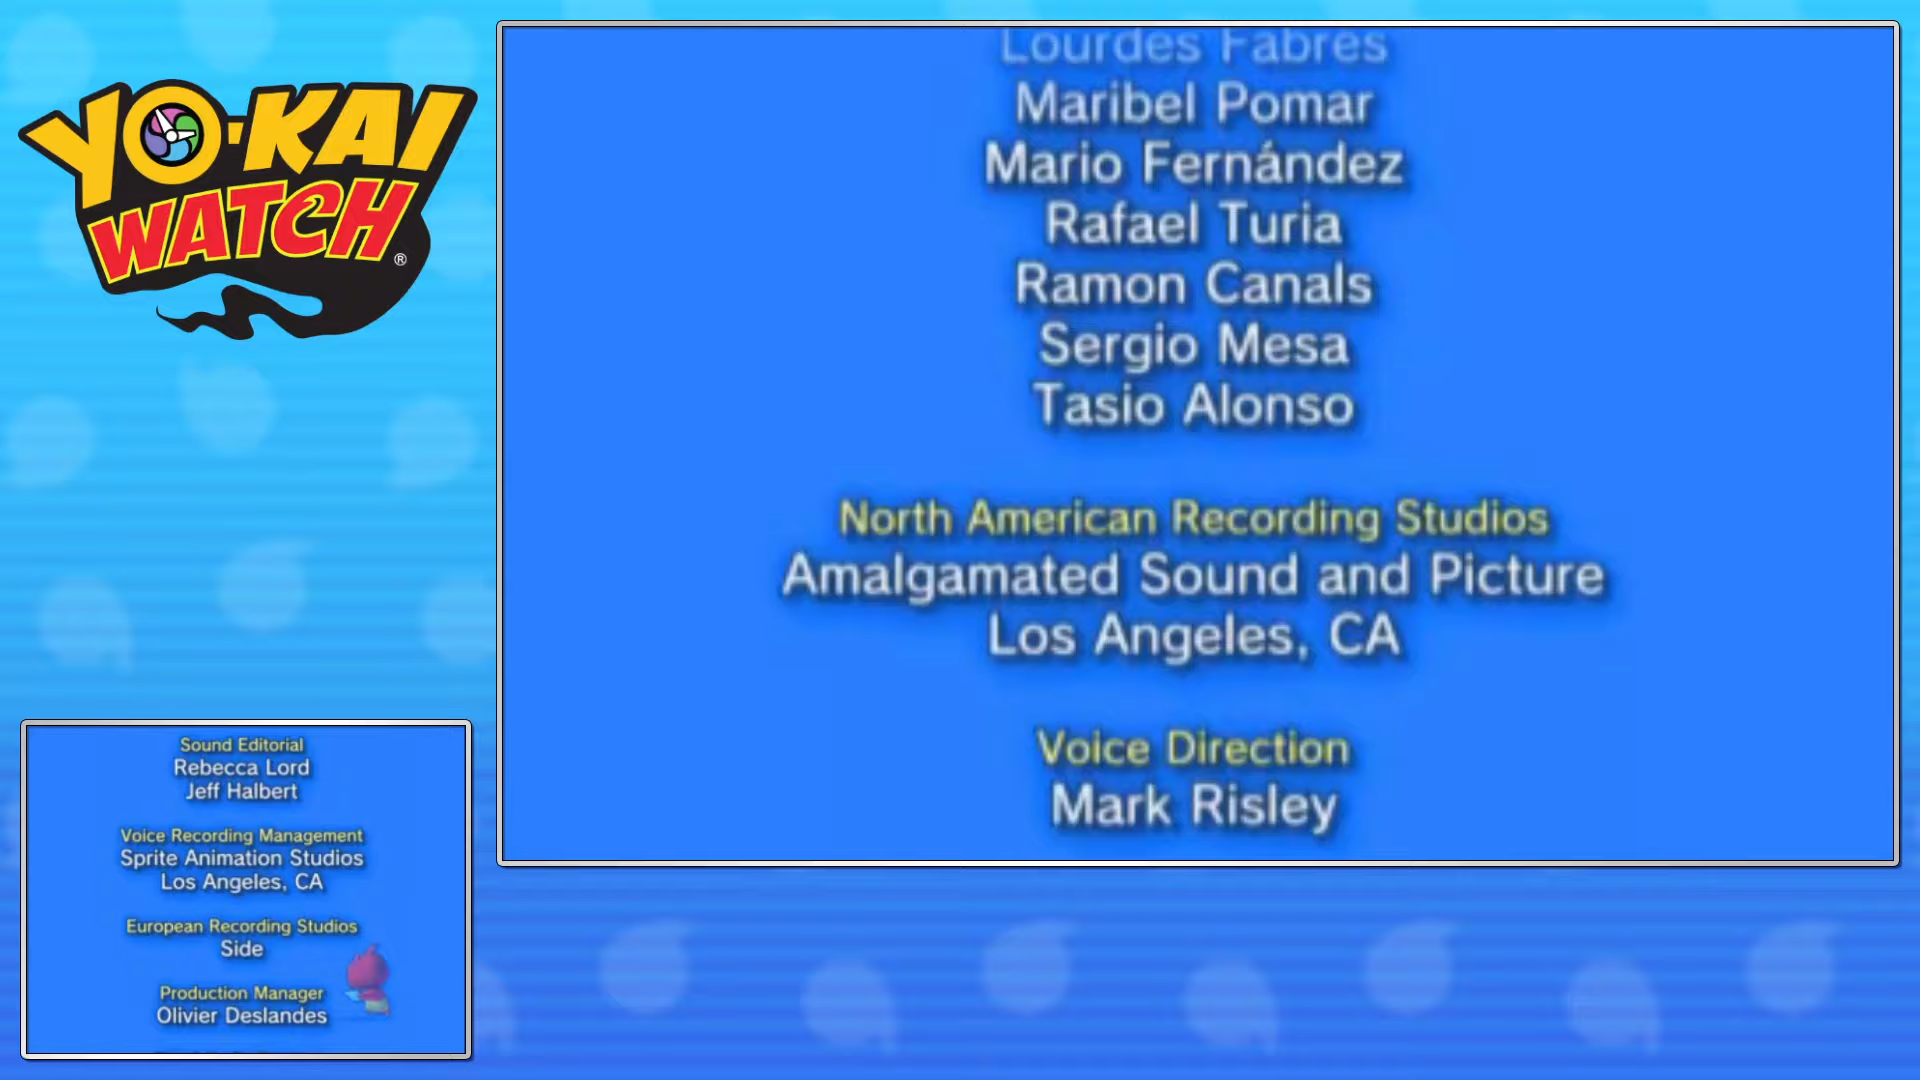 YO-KAI
WATCH®
Lourdes Fabres
Maribel Pomar
Mario Fernández
Rafael Turia
Ramon Canals
Sergio Mesa
Tasio Alonso
North American Recording Studios
Amalgamated Sound and Picture
Los Angeles, CA
Voice Direction
Mark Risley
Sound Editorial
Rebecca Lord
Jeff Halbert
Voice Recording Management
Sprite Animation Studios
Los Angeles, CA
European Recording Studios
Side
Production Manager
Olivier Deslandes